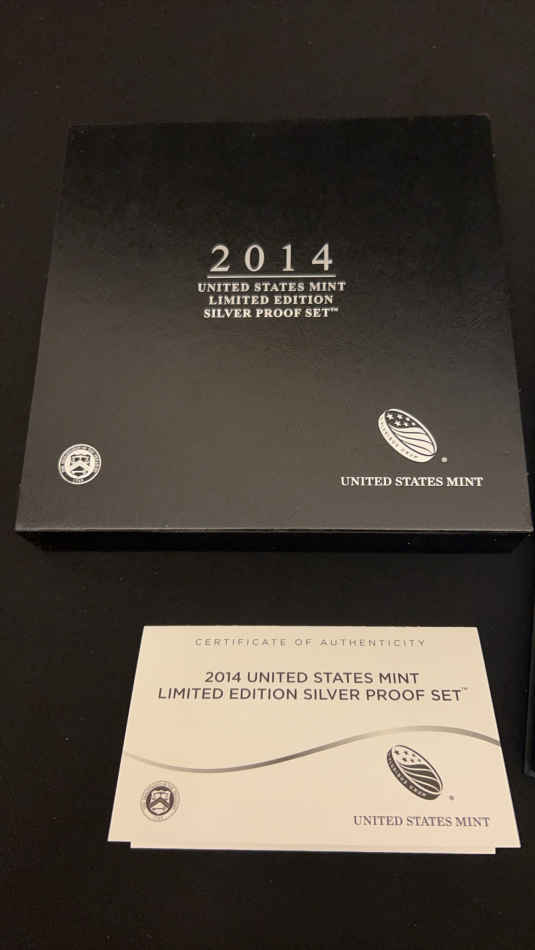 2014
UNITED STATES MINT
LIMITED EDITION
SILVER PROOF SET™
UNITED STATES MINT
CERTIFICATE OF AUTHENTICITY
2014 UNITED STATES MINT
LIMITED EDITION SILVER PROOF SET™
UNITED STATES MINT